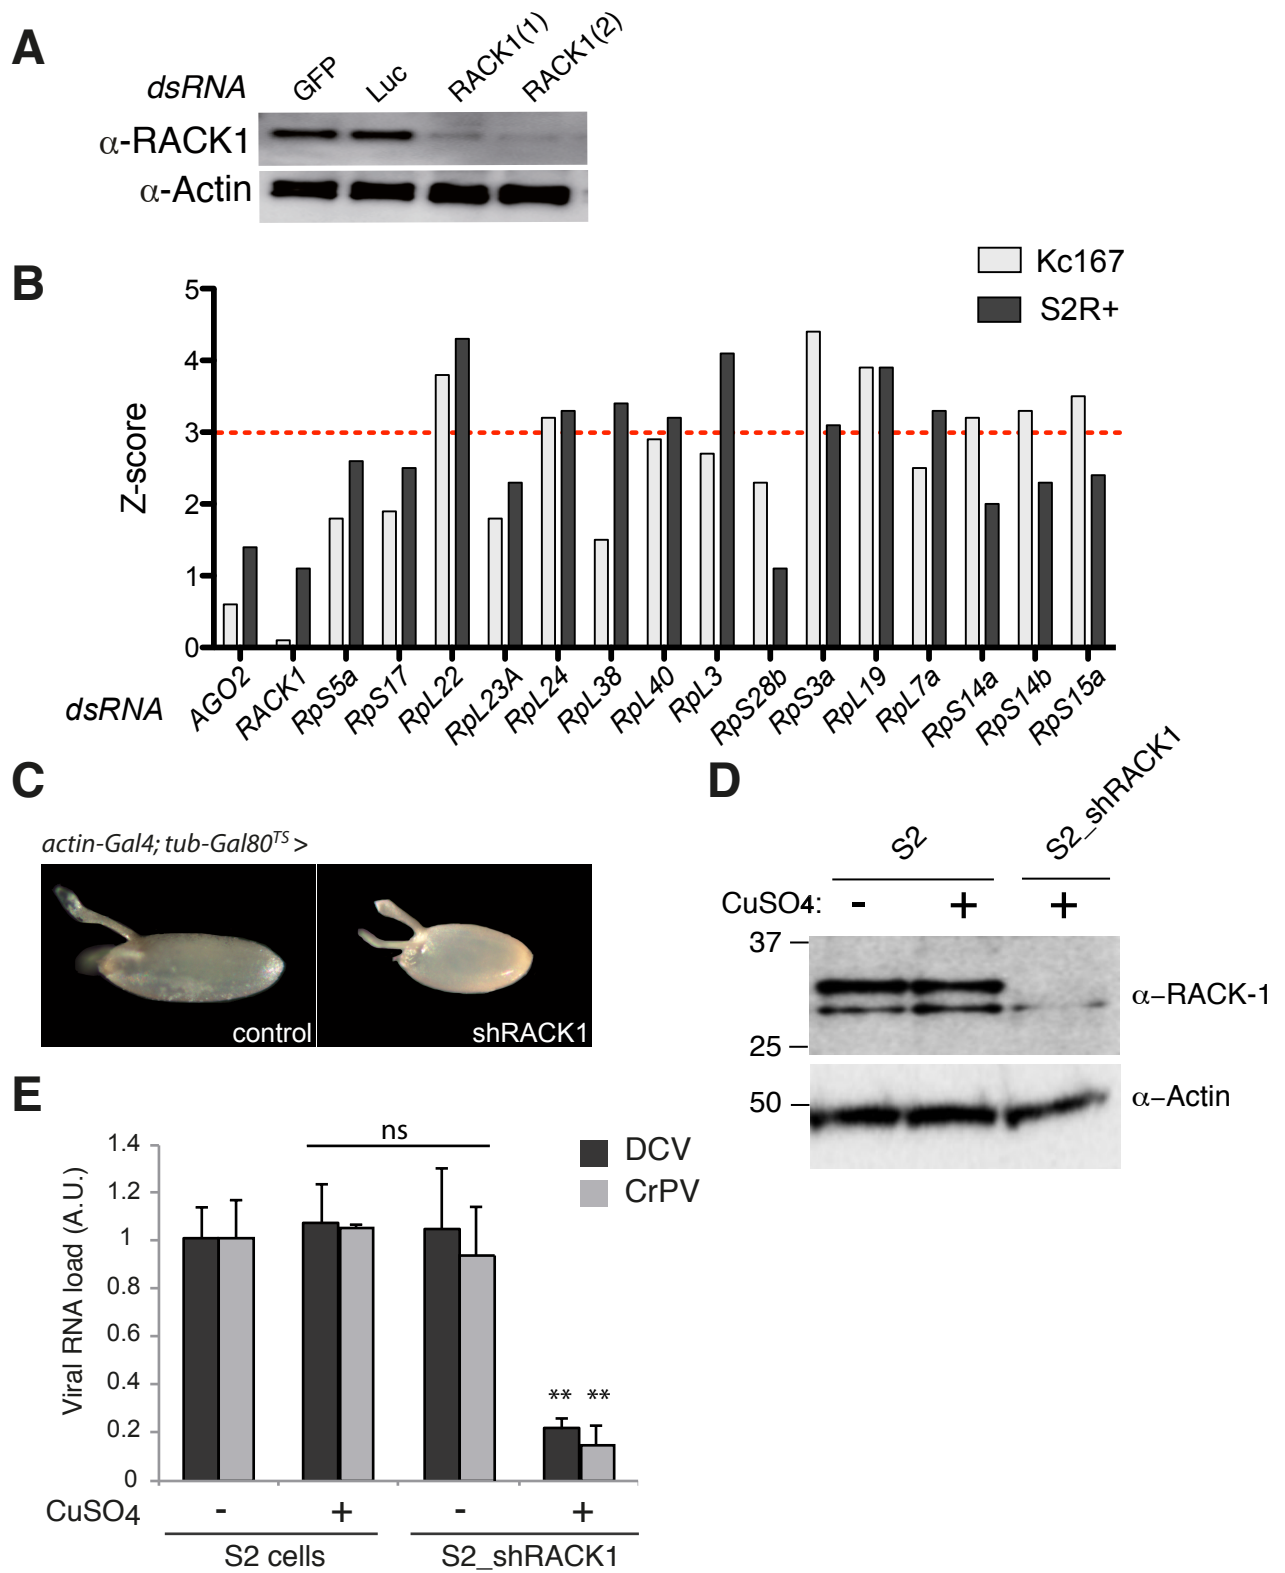 A
dsRNA GFP Luc RACK1(1) RACK1(2)
α-RACK1
α-Actin
B
Kc167
S2R+
Z-score
5
4
3
2
1
0
dsRNA AGO2 RACK1 RpS5a RpS17 RpL22 RpL23A RpL24 RpL38 RpL40 RpL3 RpS28b RpS3a RpL19 RpL7a RpS14a RpS14b RpS15a
C
actin-Gal4; tub-Gal80TS >
control
shRACK1
D
S2 S2_shRACK1
CuSO4: - + +
37
α–RACK-1
25
50
α–Actin
E
ns
DCV
CrPV
Viral RNA load (A.U.)
1.4
1.2
1
0.8
0.6
0.4
0.2
0
** **
CuSO4 - + - +
S2 cells S2_shRACK1